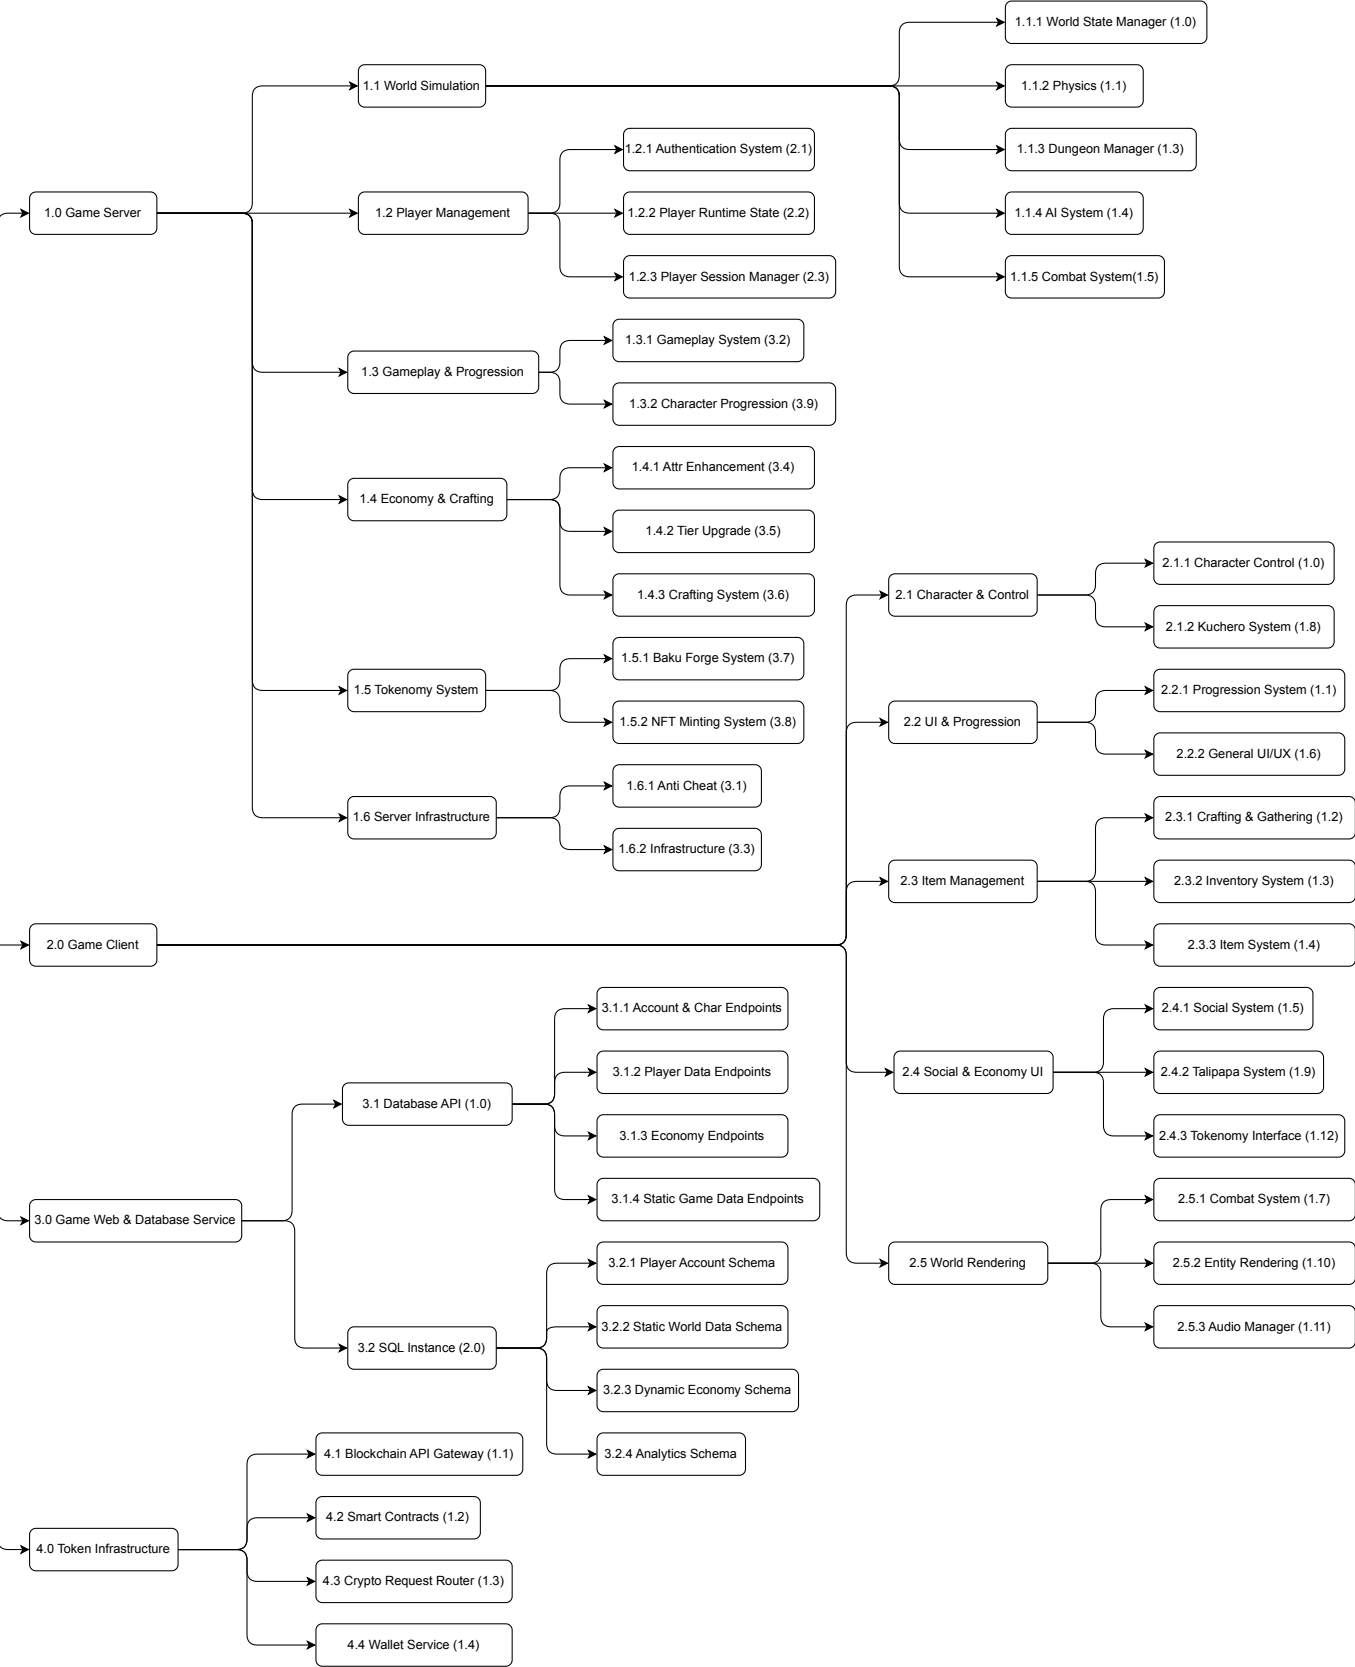 1.0 Game Server
1.1 World Simulation
1.1.1 World State Manager (1.0)
1.1.2 Physics (1.1)
1.1.3 Dungeon Manager (1.3)
1.1.4 AI System (1.4)
1.1.5 Combat System(1.5)
1.2 Player Management
1.2.1 Authentication System (2.1)
1.2.2 Player Runtime State (2.2)
1.2.3 Player Session Manager (2.3)
1.3 Gameplay & Progression
1.3.1 Gameplay System (3.2)
1.3.2 Character Progression (3.9)
1.4 Economy & Crafting
1.4.1 Attr Enhancement (3.4)
1.4.2 Tier Upgrade (3.5)
1.4.3 Crafting System (3.6)
1.5 Tokenomy System
1.5.1 Baku Forge System (3.7)
1.5.2 NFT Minting System (3.8)
1.6 Server Infrastructure
1.6.1 Anti Cheat (3.1)
1.6.2 Infrastructure (3.3)
2.0 Game Client
2.1 Character & Control
2.1.1 Character Control (1.0)
2.1.2 Kuchero System (1.8)
2.2 UI & Progression
2.2.1 Progression System (1.1)
2.2.2 General UI/UX (1.6)
2.3 Item Management
2.3.1 Crafting & Gathering (1.2)
2.3.2 Inventory System (1.3)
2.3.3 Item System (1.4)
2.4 Social & Economy UI
2.4.1 Social System (1.5)
2.4.2 Talipapa System (1.9)
2.4.3 Tokenomy Interface (1.12)
2.5 World Rendering
2.5.1 Combat System (1.7)
2.5.2 Entity Rendering (1.10)
2.5.3 Audio Manager (1.11)
3.0 Game Web & Database Service
3.1 Database API (1.0)
3.1.1 Account & Char Endpoints
3.1.2 Player Data Endpoints
3.1.3 Economy Endpoints
3.1.4 Static Game Data Endpoints
3.2 SQL Instance (2.0)
3.2.1 Player Account Schema
3.2.2 Static World Data Schema
3.2.3 Dynamic Economy Schema
3.2.4 Analytics Schema
4.0 Token Infrastructure
4.1 Blockchain API Gateway (1.1)
4.2 Smart Contracts (1.2)
4.3 Crypto Request Router (1.3)
4.4 Wallet Service (1.4)